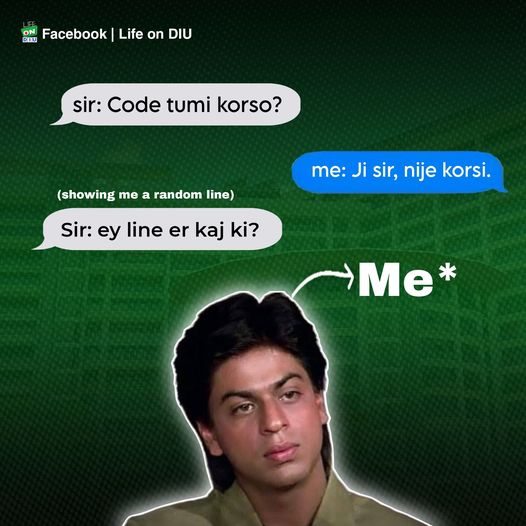 LIFE
ON
DIU
Facebook | Life on DIU
sir: Code tumi korso?
me: Ji sir, nije korsi.
(showing me a random line)
Sir: ey line er kaj ki?
Me*